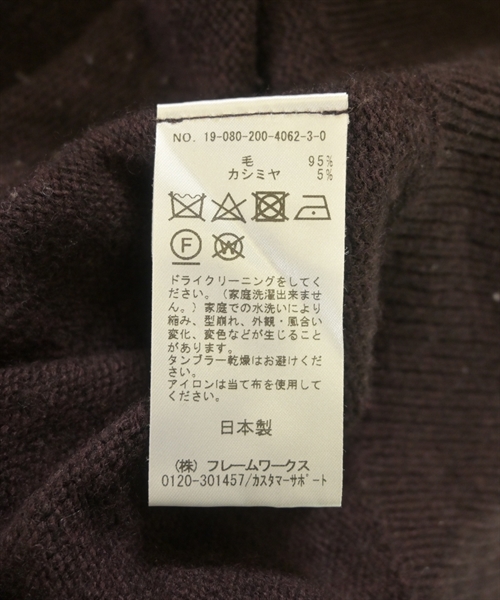 NO. 19-080-200-4062-3-0
毛 95%
カシミヤ 5%
F
W
ドライクリーニングをしてく
ださい。(家庭洗濯出来ませ
ん。)家庭での水洗いにより
縮み、型崩れ、外観・風合い
変化、変色などが生じること
があります。
タンブラー乾燥はお避けくだ
さい。
アイロンは当て布を使用して
ください。
日本製
(株) フレームワークス
0120-301457/カスタマーサポート